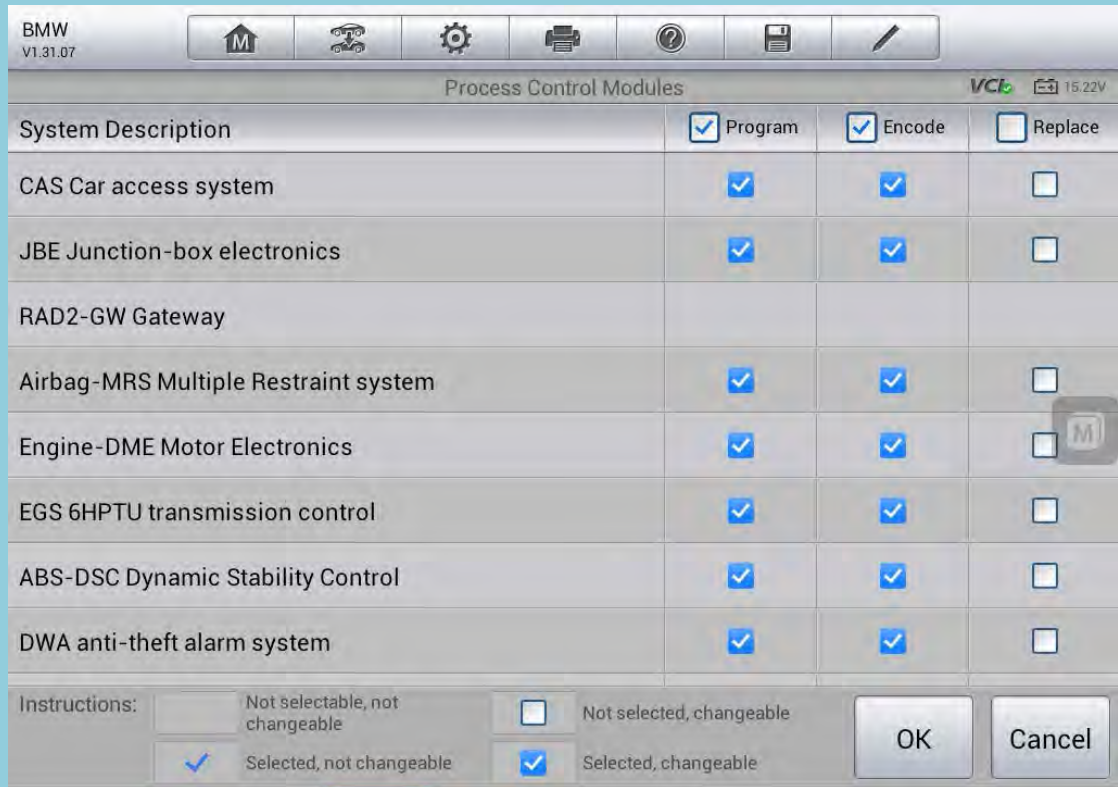 BMW
V1.31.07
M
Process Control Modules
VCI
15.22V
System Description
Program
Encode
Replace
CAS Car access system
JBE Junction-box electronics
RAD2-GW Gateway
Airbag-MRS Multiple Restraint system
M
Engine-DME Motor Electronics
EGS 6HPTU transmission control
ABS-DSC Dynamic Stability Control
DWA anti-theft alarm system
Instructions:
Not selectable, not
changeable
Not selected, changeable
Selected, not changeable
Selected, changeable
OK
Cancel